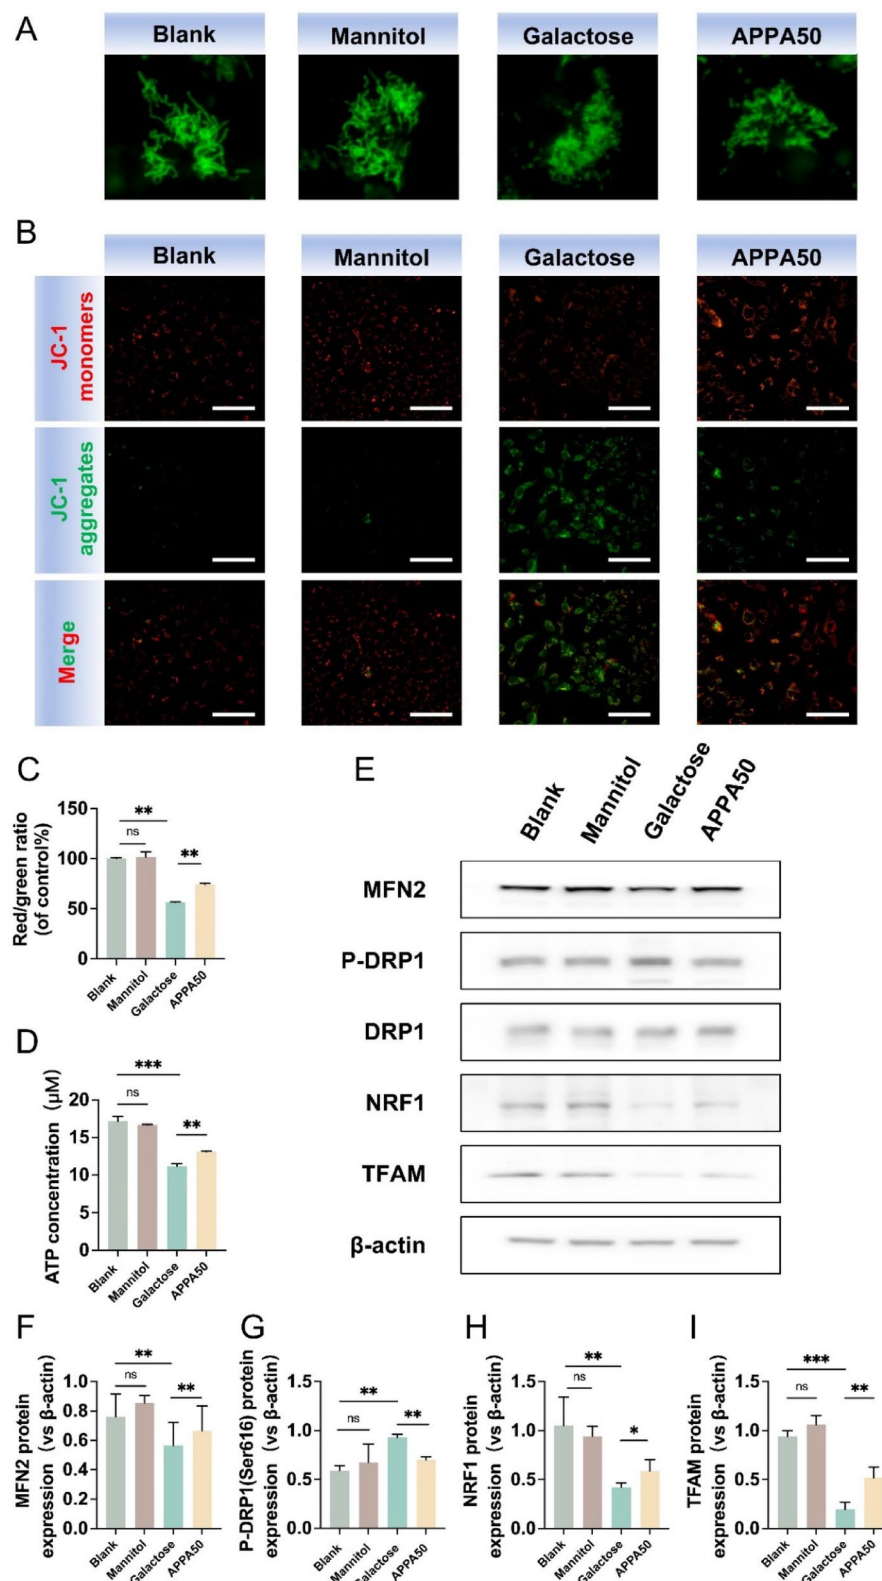 A
Blank
Mannitol
Galactose
APPA50
B
Blank
Mannitol
Galactose
APPA50
JC-1
monomers
JC-1
aggregates
Merge
C
Red/green ratio
(of control%)
150
100
50
0
**
ns
**
Blank
Mannitol
Galactose
APPA50
D
ATP concentration (μM)
20
15
10
5
0
***
ns
**
Blank
Mannitol
Galactose
APPA50
E
Blank
Mannitol
Galactose
APPA50
MFN2
P-DRP1
DRP1
NRF1
TFAM
β-actin
F
MFN2 protein
expression (vs β-actin)
1.0
0.8
0.6
0.4
0.2
0.0
**
ns
**
Blank
Mannitol
Galactose
APPA50
G
P-DRP1(Ser616) protein
expression (vs β-actin)
1.5
1.0
0.5
0.0
**
ns
**
Blank
Mannitol
Galactose
APPA50
H
NRF1 protein
expression (vs β-actin)
1.5
1.0
0.5
0.0
**
ns
*
Blank
Mannitol
Galactose
APPA50
I
TFAM protein
expression (vs β-actin)
1.5
1.0
0.5
0.0
***
ns
**
Blank
Mannitol
Galactose
APPA50